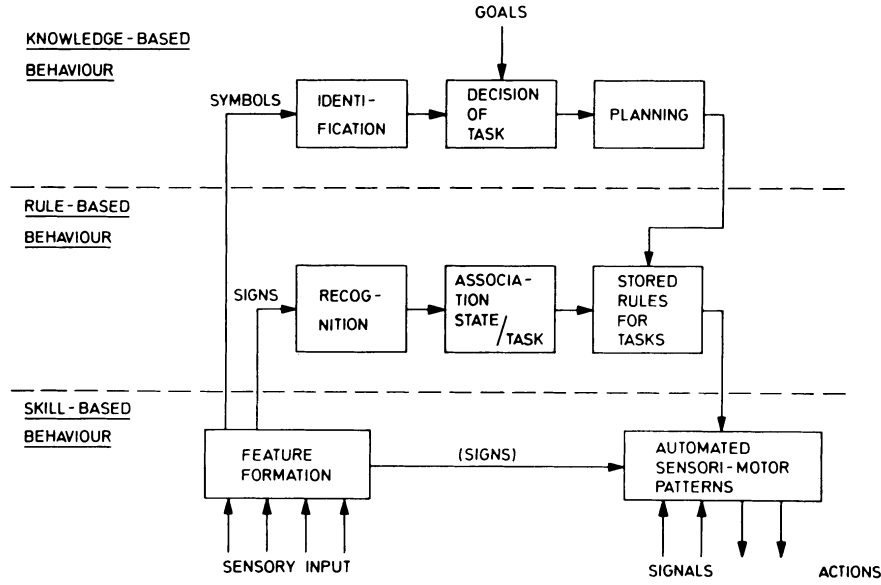 GOALS
KNOWLEDGE-BASED
BEHAVIOUR
SYMBOLS
IDENTI-
FICATION
DECISION
OF
TASK
PLANNING
RULE-BASED
BEHAVIOUR
SIGNS
RECOG-
NITION
ASSOCIA-
TION
STATE/
TASK
STORED
RULES
FOR
TASKS
SKILL-BASED
BEHAVIOUR
FEATURE
FORMATION
(SIGNS)
AUTOMATED
SENSORI-MOTOR
PATTERNS
SENSORY INPUT
SIGNALS
ACTIONS